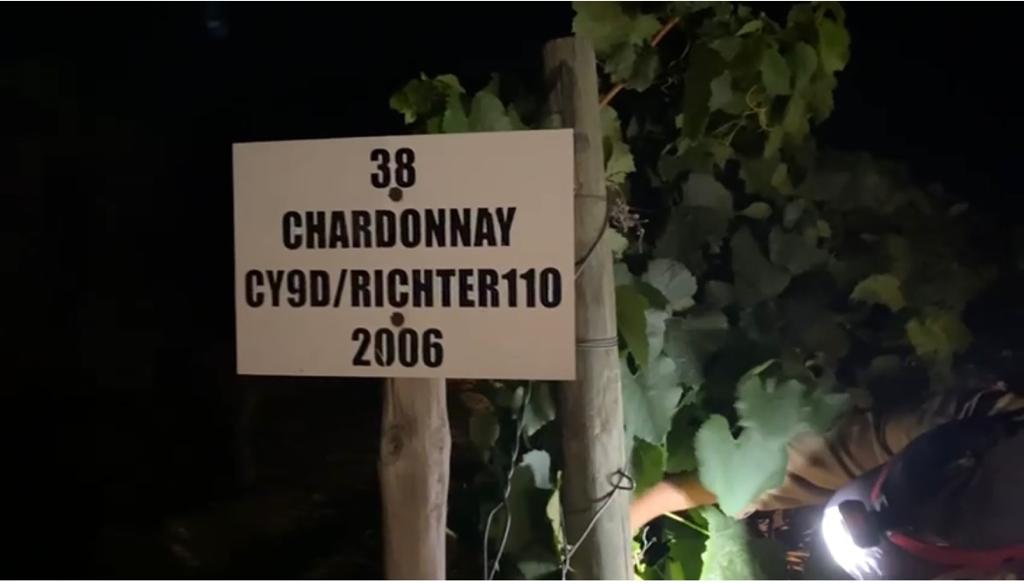 38
CHARDONNAY
CY9D/RICHTER110
2006